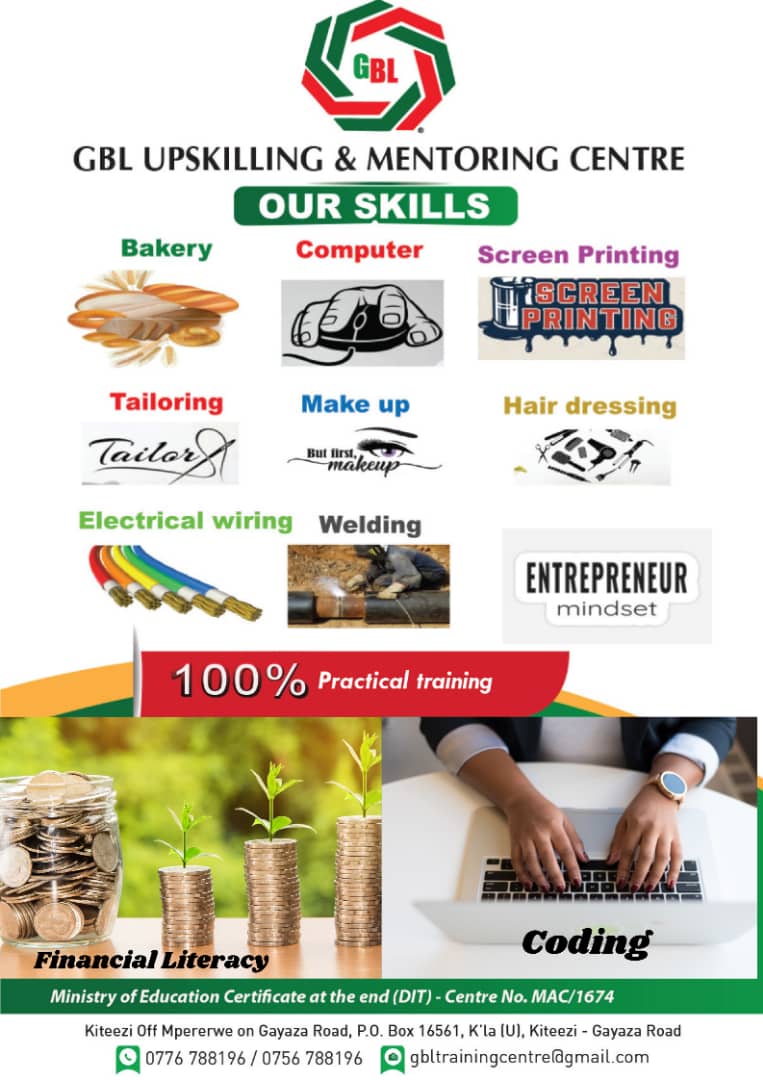 GBL
GBL UPSKILLING & MENTORING CENTRE
OUR SKILLS
Bakery
Computer
Screen Printing
SCREEN
PRINTING
Tailoring
Make up
Hair dressing
Tailor
But first,
makeup
Electrical wiring
Welding
ENTREPRENEUR
mindset
100% Practical training
Financial Literacy
Coding
Ministry of Education Certificate at the end (DIT) - Centre No. MAC/1674
Kiteezi Off Mpererwe on Gayaza Road, P.O. Box 16561, K'la (U), Kiteezi - Gayaza Road
0776 788196 / 0756 788196 gbltrainingcentre@gmail.com